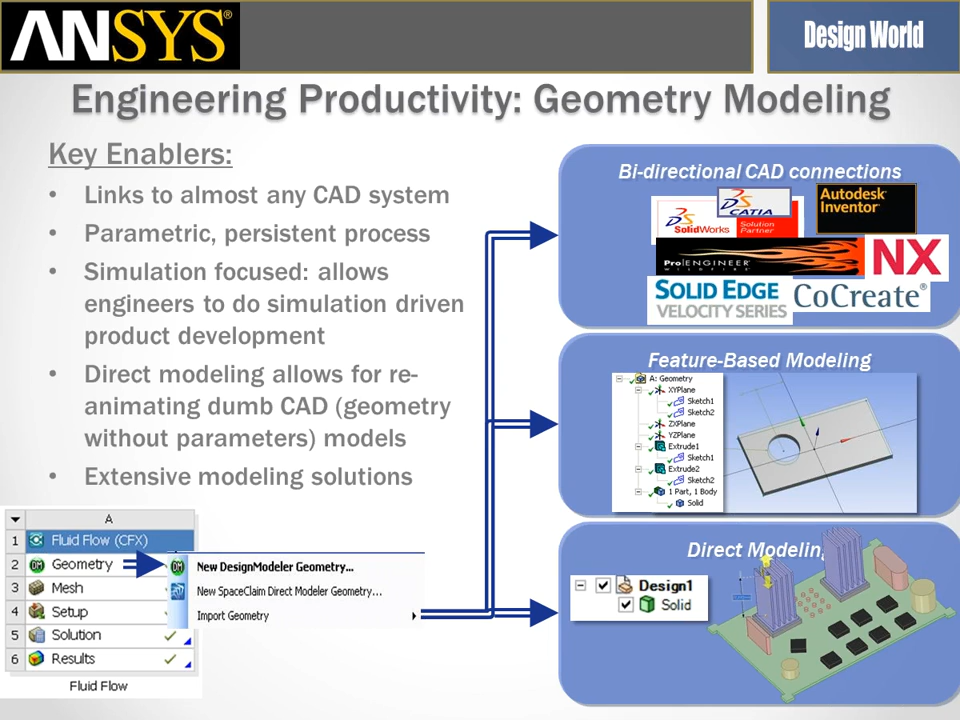 ANSYS®
Design World
Engineering Productivity: Geometry Modeling
Key Enablers:
• Links to almost any CAD system
• Parametric, persistent process
• Simulation focused: allows
engineers to do simulation driven
product development
• Direct modeling allows for re-
animating dumb CAD (geometry
without parameters) models
• Extensive modeling solutions
A
1 Fluid Flow (CFX)
2 Geometry
3 Mesh
4 Setup
5 Solution
6 Results
Fluid Flow
New DesignModeler Geometry...
New SpaceClaim Direct Modeler Geometry...
Import Geometry
Bi-directional CAD connections
SolidWorks
Solution
Partner
CATIA
Autodesk
Inventor
Pro|ENGINEER
WILDFIRE
NX
SOLID EDGE
VELOCITY SERIES
CoCreate®
Feature-Based Modeling
A: Geometry
XYPlane
Sketch1
Sketch2
ZXPlane
YZPlane
Extrude1
Sketch1
Extrude2
Sketch2
1 Part, 1 Body
Solid
Direct Modeling
Design1
Solid